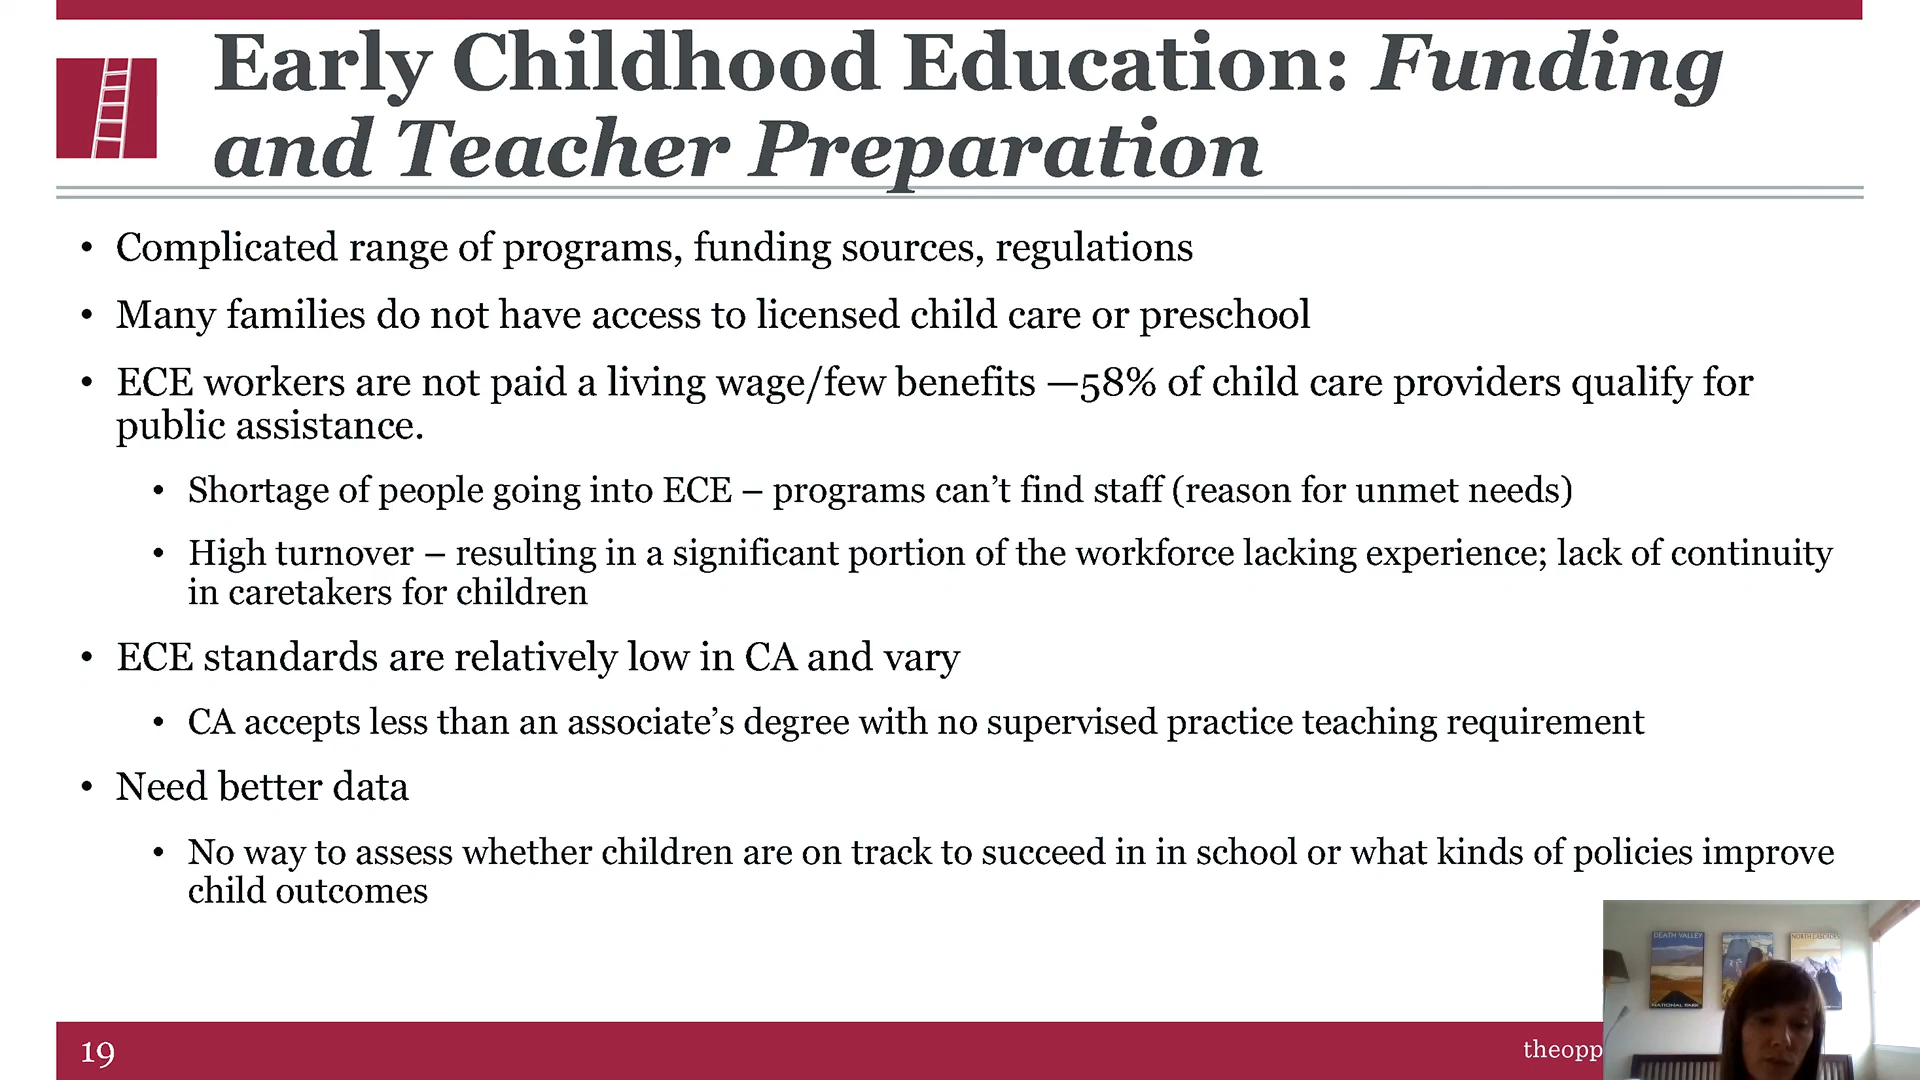 Early Childhood Education: Funding
and Teacher Preparation
• Complicated range of programs, funding sources, regulations
• Many families do not have access to licensed child care or preschool
• ECE workers are not paid a living wage/few benefits —58% of child care providers qualify for
public assistance.
• Shortage of people going into ECE – programs can’t find staff (reason for unmet needs)
• High turnover – resulting in a significant portion of the workforce lacking experience; lack of continuity
in caretakers for children
• ECE standards are relatively low in CA and vary
• CA accepts less than an associate’s degree with no supervised practice teaching requirement
• Need better data
• No way to assess whether children are on track to succeed in in school or what kinds of policies improve
child outcomes
DEATH VALLEY
NATIONAL PARK
NORTH CASCADES
19
theopp